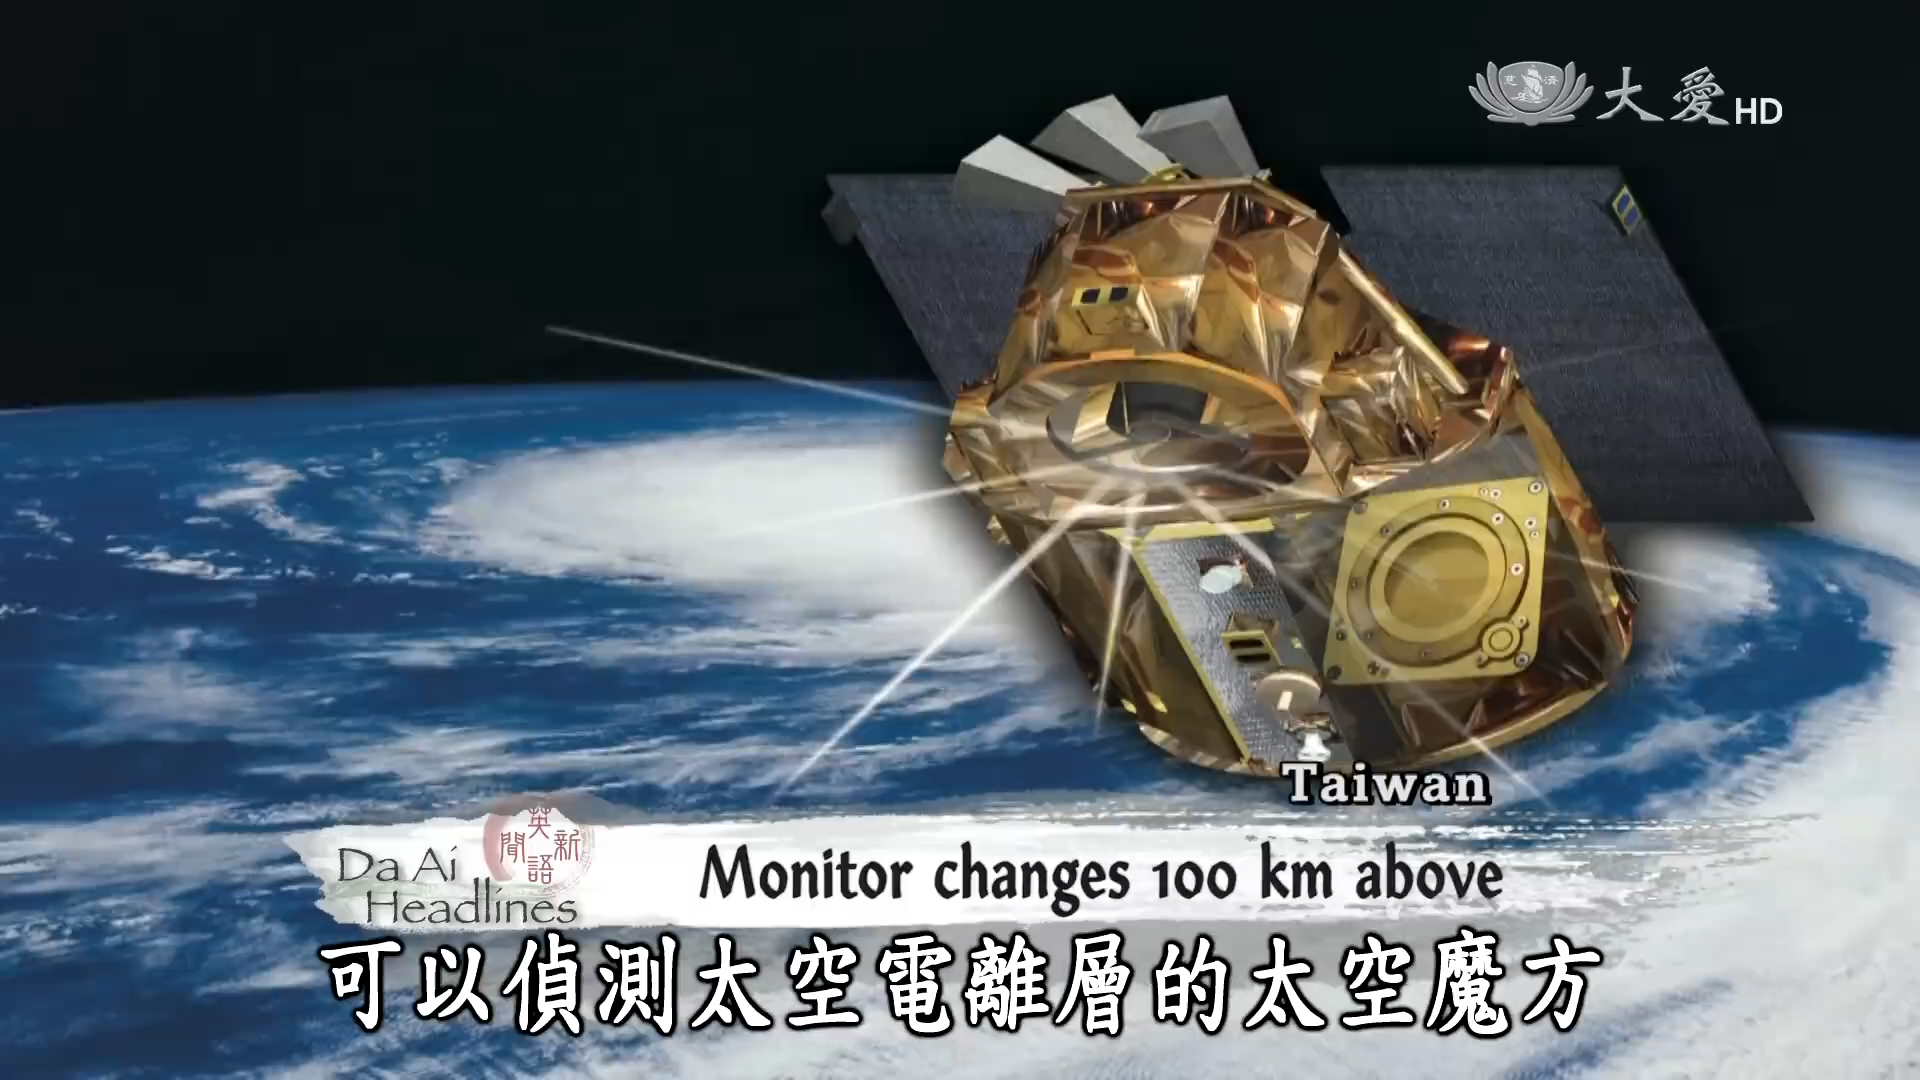 大愛HD
Taiwan
英新聞語
Da Ai
Headlines
Monitor changes 100 km above
可以偵測太空電離層的太空魔方